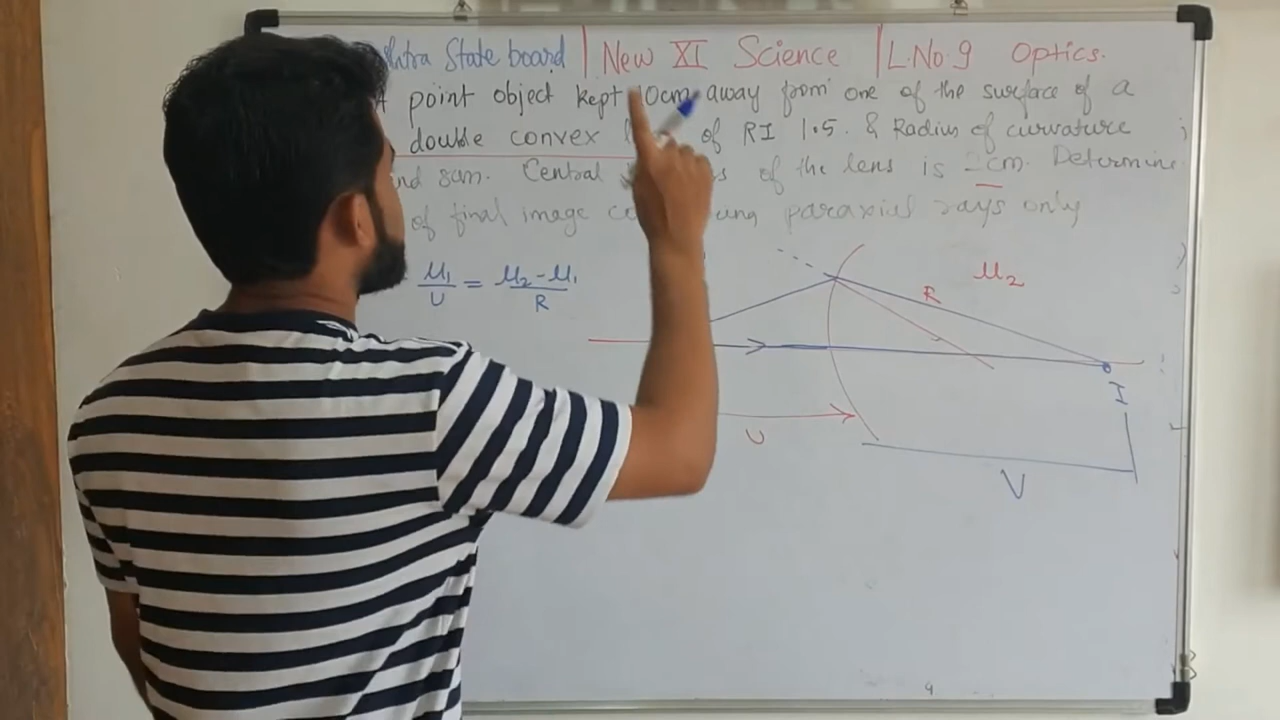 State board | New XI Science | L.No.9 Optics.
point object kept 10cm away from one of the surface of a
double convex of RI 1.5. & Radius of curvature
and 8cm. Central of the lens is 2cm. Determine
of final image paraxial rays only
μ₁/U = μ₂-μ₁/R
μ₂
R
I
U
V